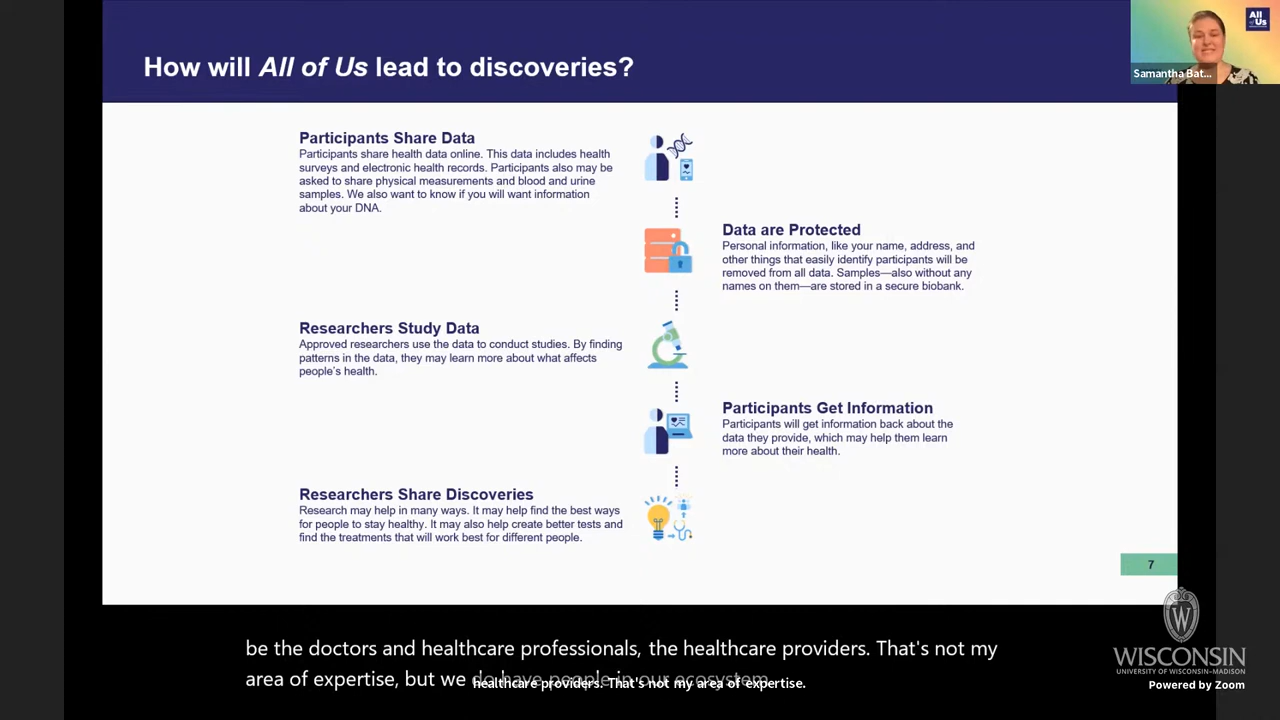 How will All of Us lead to discoveries?
All of Us
Samantha Bat...
Participants Share Data
Participants share health data online. This data includes health
surveys and electronic health records. Participants also may be
asked to share physical measurements and blood and urine
samples. We also want to know if you will want information
about your DNA.
Data are Protected
Personal information, like your name, address, and
other things that easily identify participants will be
removed from all data. Samples—also without any
names on them—are stored in a secure biobank.
Researchers Study Data
Approved researchers use the data to conduct studies. By finding
patterns in the data, they may learn more about what affects
people's health.
Participants Get Information
Participants will get information back about the
data they provide, which may help them learn
more about their health.
Researchers Share Discoveries
Research may help in many ways. It may help find the best ways
for people to stay healthy. It may also help create better tests and
find the treatments that will work best for different people.
7
be the doctors and healthcare professionals, the healthcare providers. That's not my
area of expertise, but we do have people in our ecosystem
healthcare providers. That's not my area of expertise.
W
WISCONSIN
UNIVERSITY OF WISCONSIN–MADISON
Powered by Zoom